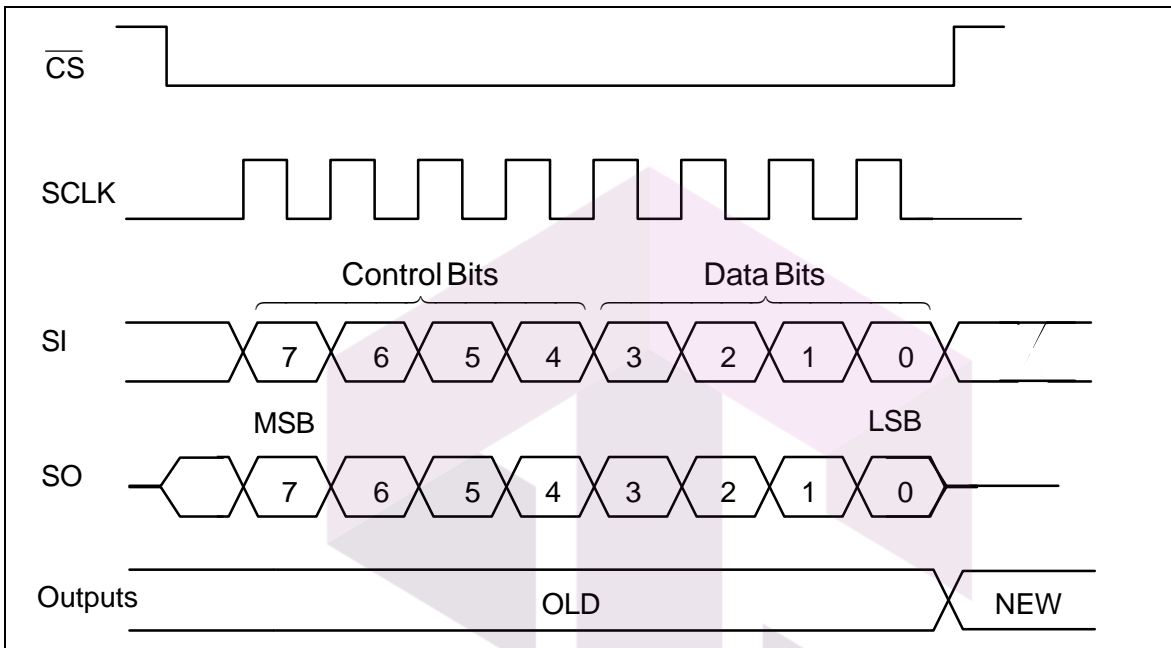 CS
SCLK
Control Bits Data Bits
SI 7 6 5 4 3 2 1 0
MSB LSB
SO 7 6 5 4 3 2 1 0
Outputs OLD NEW